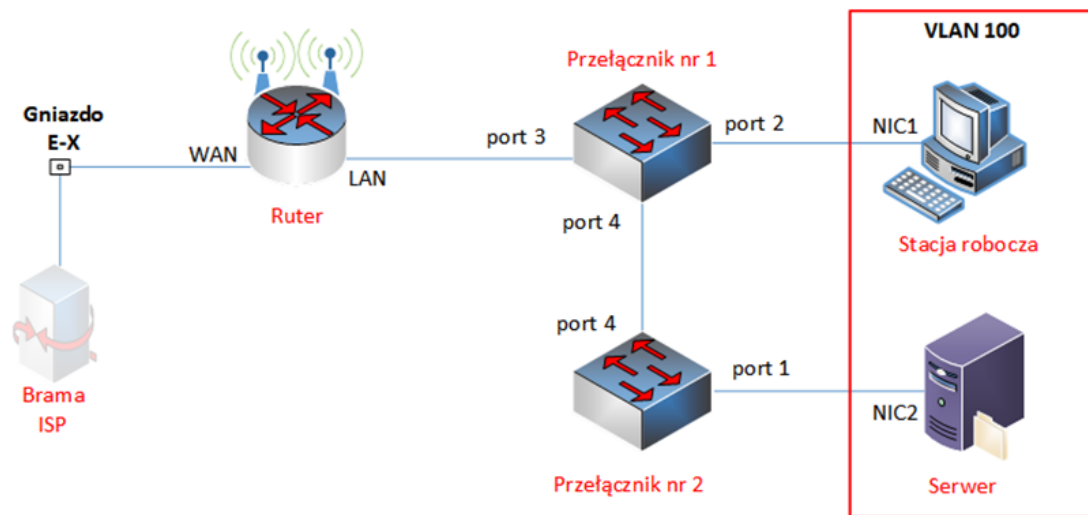 VLAN 100
Przełącznik nr 1
Gniazdo
E-X
port 2
NIC1
port 3
WAN
LAN
Ruter
port 4
Stacja robocza
port 4
port 1
Brama
ISP
NIC2
Przełącznik nr 2
Serwer